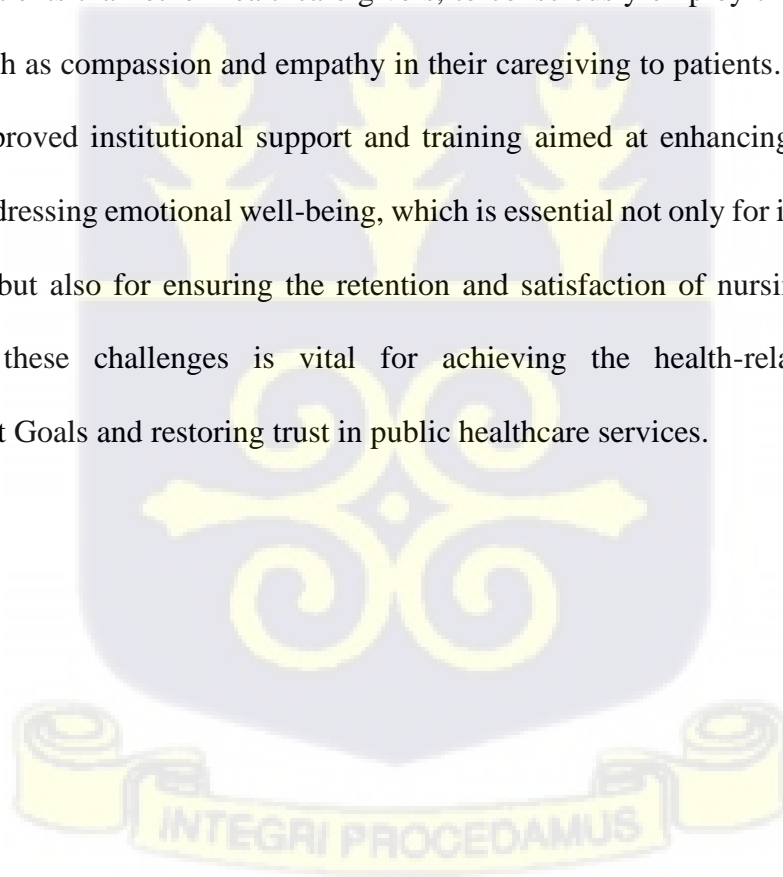 h as compassion and empathy in their caregiving to patients.
proved institutional support and training aimed at enhancing
dressing emotional well-being, which is essential not only for i
but also for ensuring the retention and satisfaction of nursin
these challenges is vital for achieving the health-rela
t Goals and restoring trust in public healthcare services.
INTEGRI PROCEDAMUS